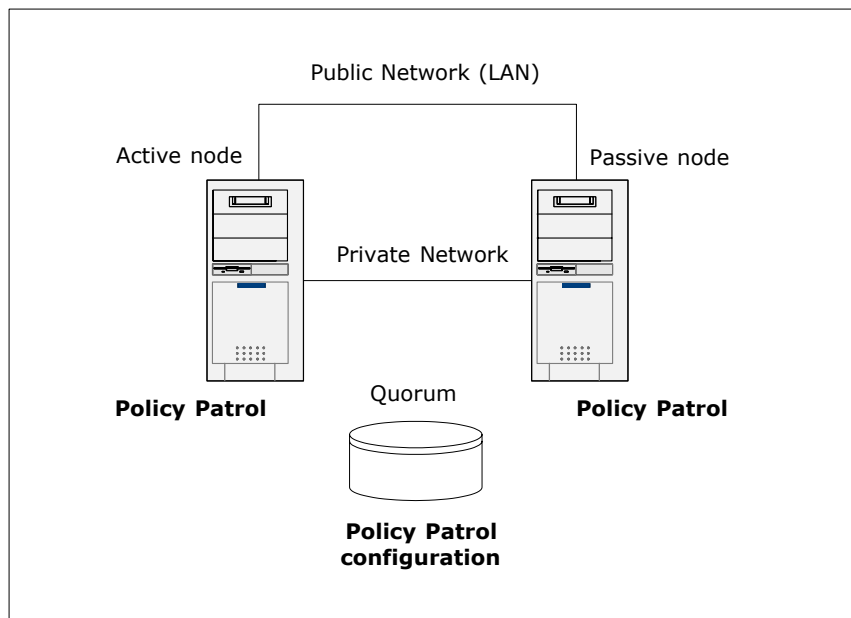 Public Network (LAN)
Active node
Passive node
Private Network
Policy Patrol
Policy Patrol
Quorum
Policy Patrol
configuration